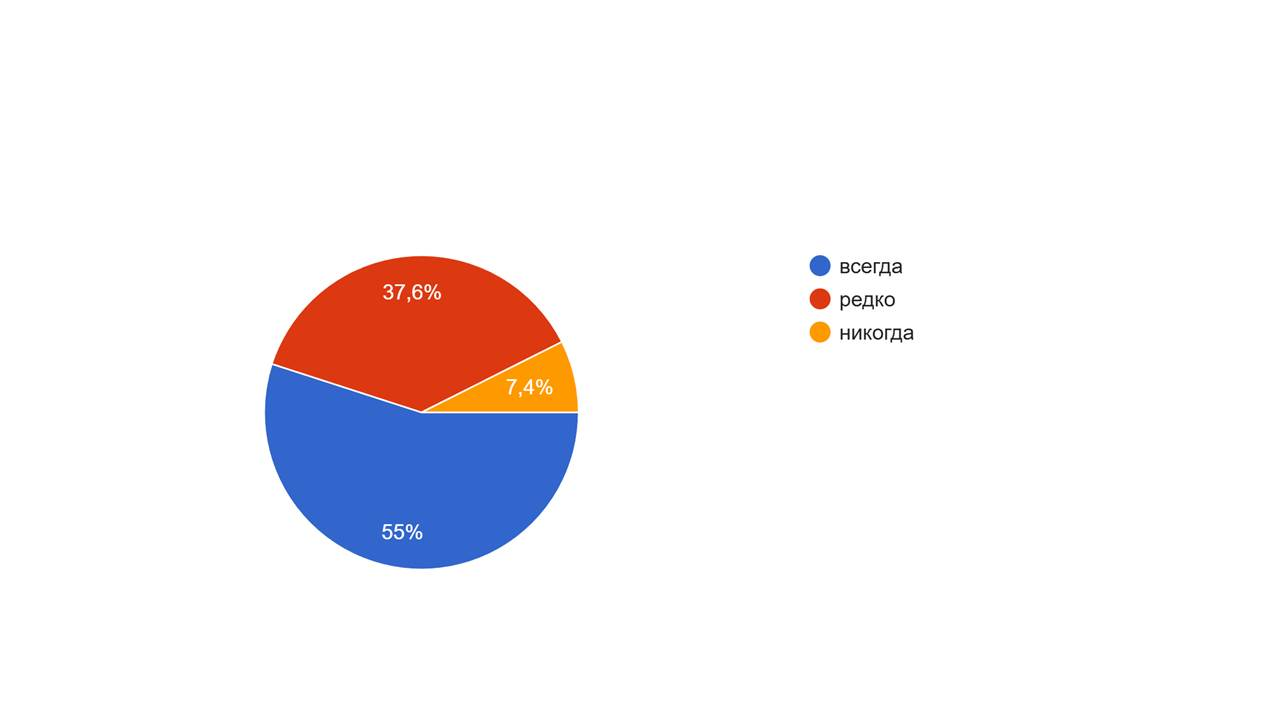 37,6%
7,4%
55%
всегда
редко
никогда